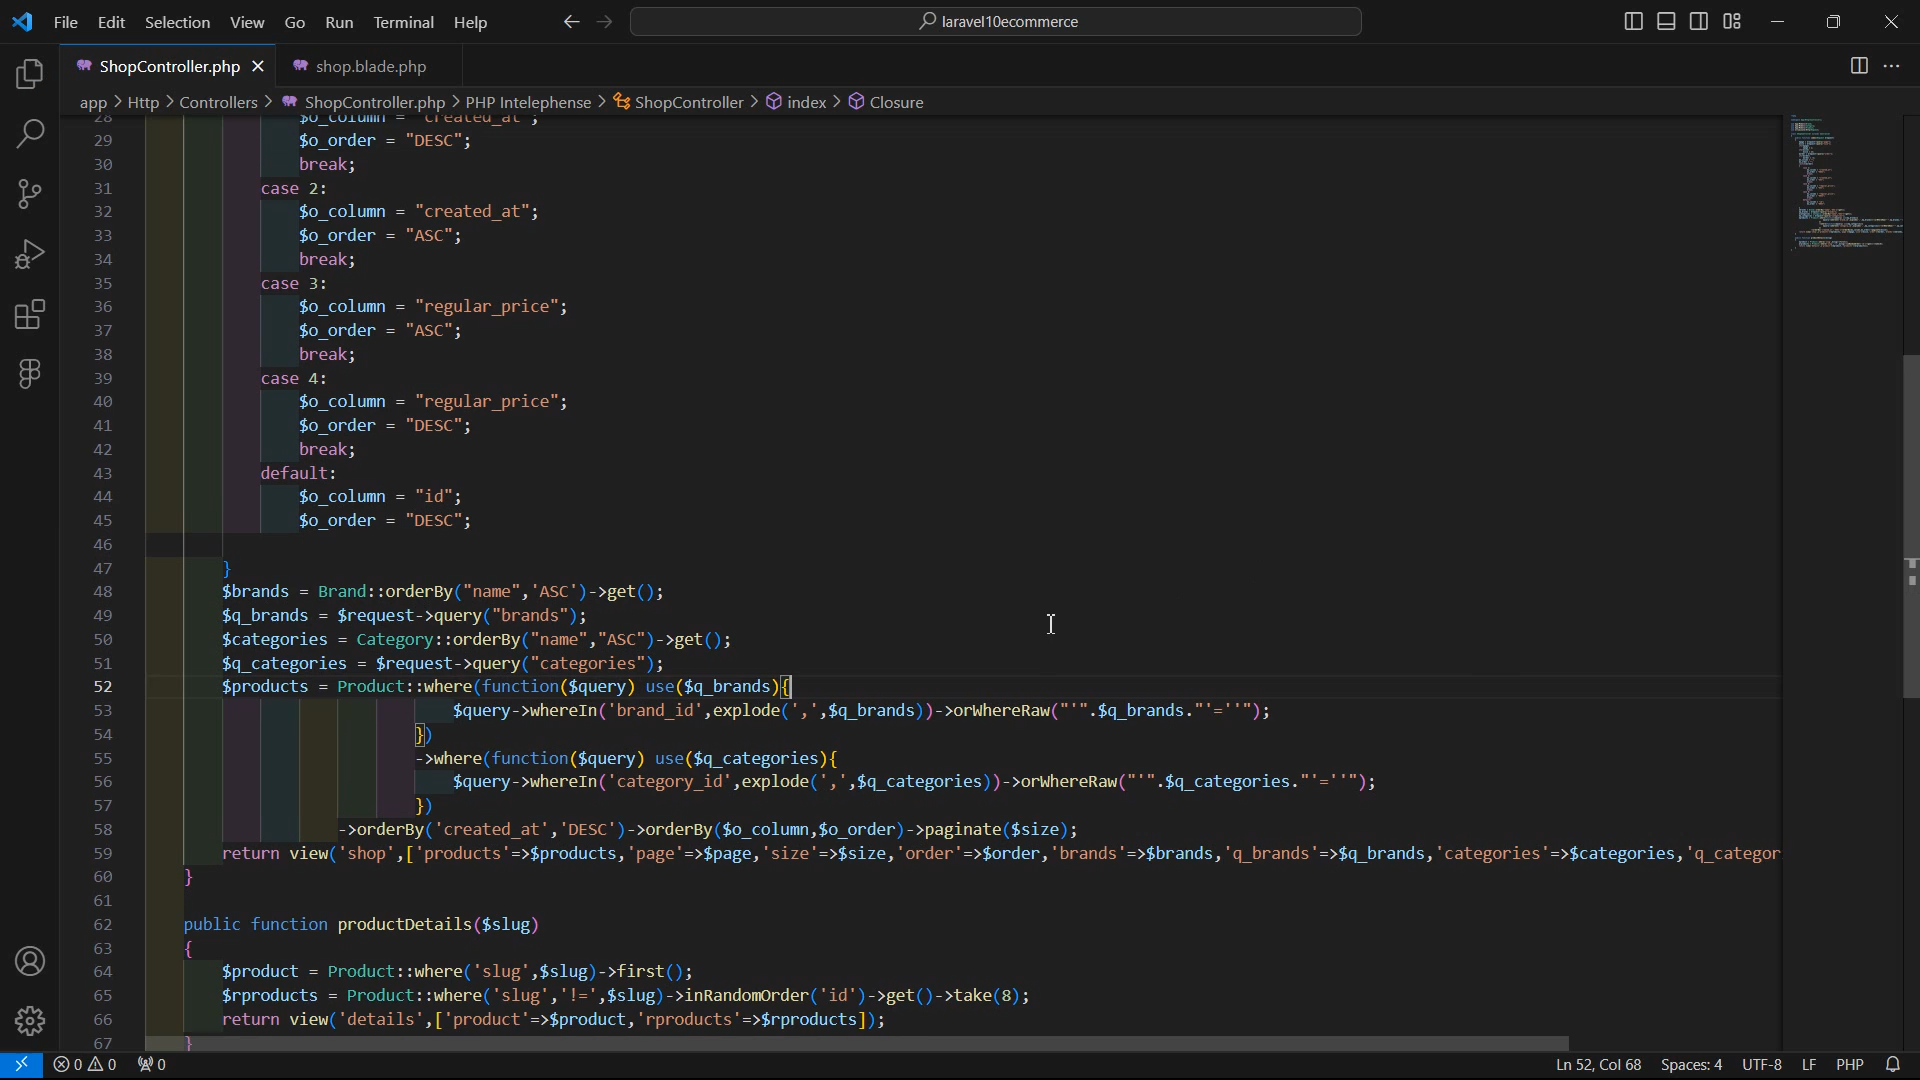 File Edit Selection View Go Run Terminal Help
laravel10ecommerce
ShopController.php
shop.blade.php
app > Http > Controllers > ShopController.php > PHP Intelephense > ShopController > index > Closure
28 $o_column = "created_at";
29 $o_order = "DESC";
30 break;
31 case 2:
32 $o_column = "created_at";
33 $o_order = "ASC";
34 break;
35 case 3:
36 $o_column = "regular_price";
37 $o_order = "ASC";
38 break;
39 case 4:
40 $o_column = "regular_price";
41 $o_order = "DESC";
42 break;
43 default:
44 $o_column = "id";
45 $o_order = "DESC";
46
47 }
48 $brands = Brand::orderBy("name",'ASC')->get();
49 $q_brands = $request->query("brands");
50 $categories = Category::orderBy("name","ASC")->get();
51 $q_categories = $request->query("categories");
52 $products = Product::where(function($query) use($q_brands){
53 $query->whereIn('brand_id',explode(',',$q_brands))->orWhereRaw("'".$q_brands."'=''");
54 })
55 ->where(function($query) use($q_categories){
56 $query->whereIn('category_id',explode(',',$q_categories))->orWhereRaw("'".$q_categories."'=''");
57 })
58 ->orderBy('created_at','DESC')->orderBy($o_column,$o_order)->paginate($size);
59 return view('shop',['products'=>$products,'page'=>$page,'size'=>$size,'order'=>$order,'brands'=>$brands,'q_brands'=>$q_brands,'categories'=>$categories,'q_categor
60 }
61
62 public function productDetails($slug)
63 {
64 $product = Product::where('slug',$slug)->first();
65 $rproducts = Product::where('slug','!=',$slug)->inRandomOrder('id')->get()->take(8);
66 return view('details',['product'=>$product,'rproducts'=>$rproducts]);
67 }
0 0 0 Ln 52, Col 68 Spaces: 4 UTF-8 LF PHP